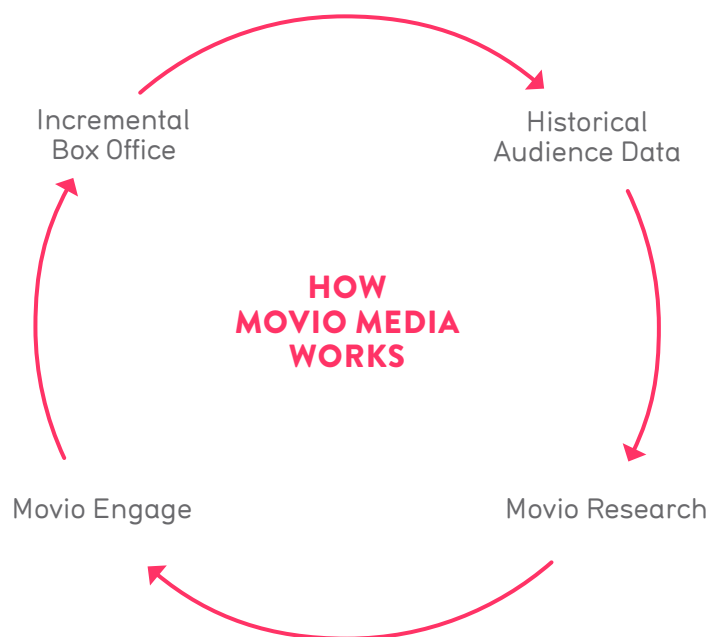 Incremental
Box Office
Historical
Audience Data
HOW
MOVIO MEDIA
WORKS
Movio Engage
Movio Research